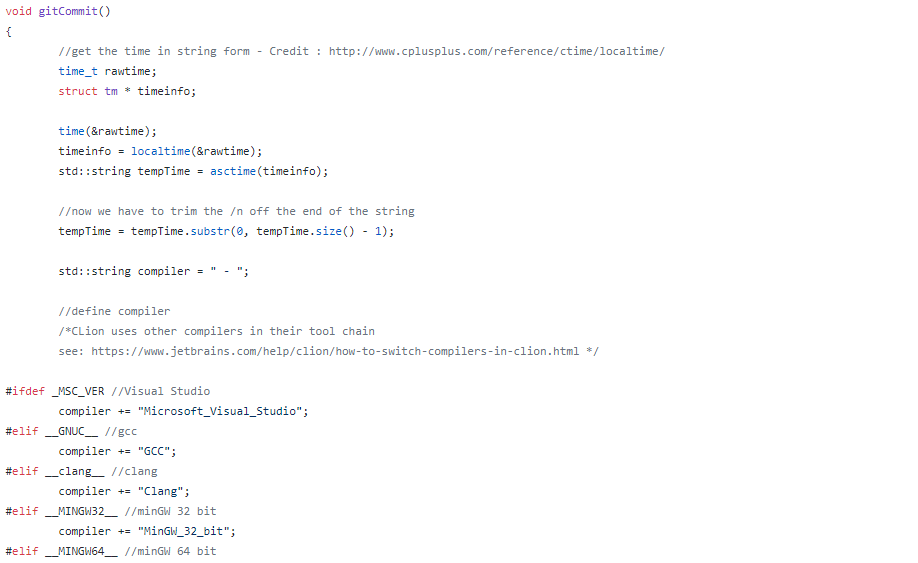 void gitCommit()
{
//get the time in string form - Credit : http://www.cplusplus.com/reference/ctime/localtime/
time_t rawtime;
struct tm * timeinfo;
time(&rawtime);
timeinfo = localtime(&rawtime);
std::string tempTime = asctime(timeinfo);
//now we have to trim the /n off the end of the string
tempTime = tempTime.substr(0, tempTime.size() - 1);
std::string compiler = " - ";
//define compiler
/*CLion uses other compilers in their tool chain
see: https://www.jetbrains.com/help/clion/how-to-switch-compilers-in-clion.html */
#ifdef _MSC_VER //Visual Studio
compiler += "Microsoft_Visual_Studio";
#elif __GNUC__ //gcc
compiler += "GCC";
#elif __clang__ //clang
compiler += "Clang";
#elif __MINGW32__ //minGW 32 bit
compiler += "MinGW_32_bit";
#elif __MINGW64__ //minGW 64 bit